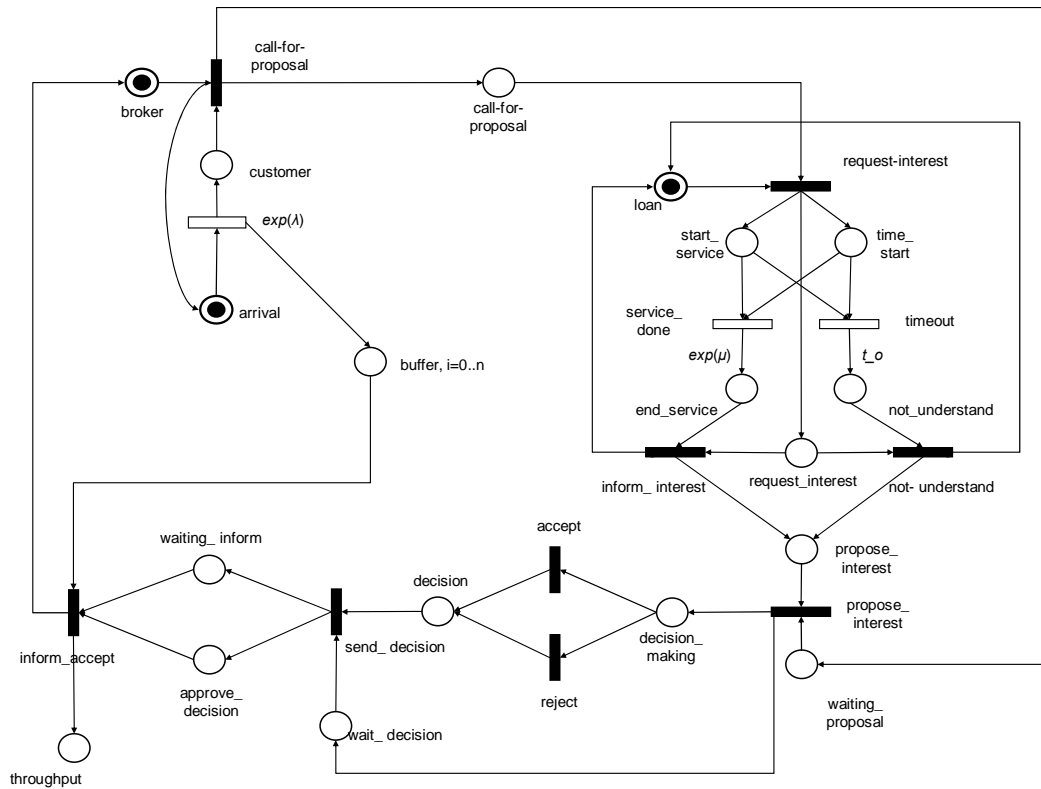 call-for-
proposal
broker
call-for-
proposal
customer
request-interest
loan
exp(λ)
start_
service
time_
start
arrival
service_
done
timeout
exp(μ)
t_o
buffer, i=0..n
end_service
not_understand
inform_ interest
request_interest
not- understand
accept
waiting_ inform
propose_
interest
decision
propose_
interest
inform_accept
send_ decision
decision_
making
approve_
decision
reject
waiting_
proposal
wait_ decision
throughput